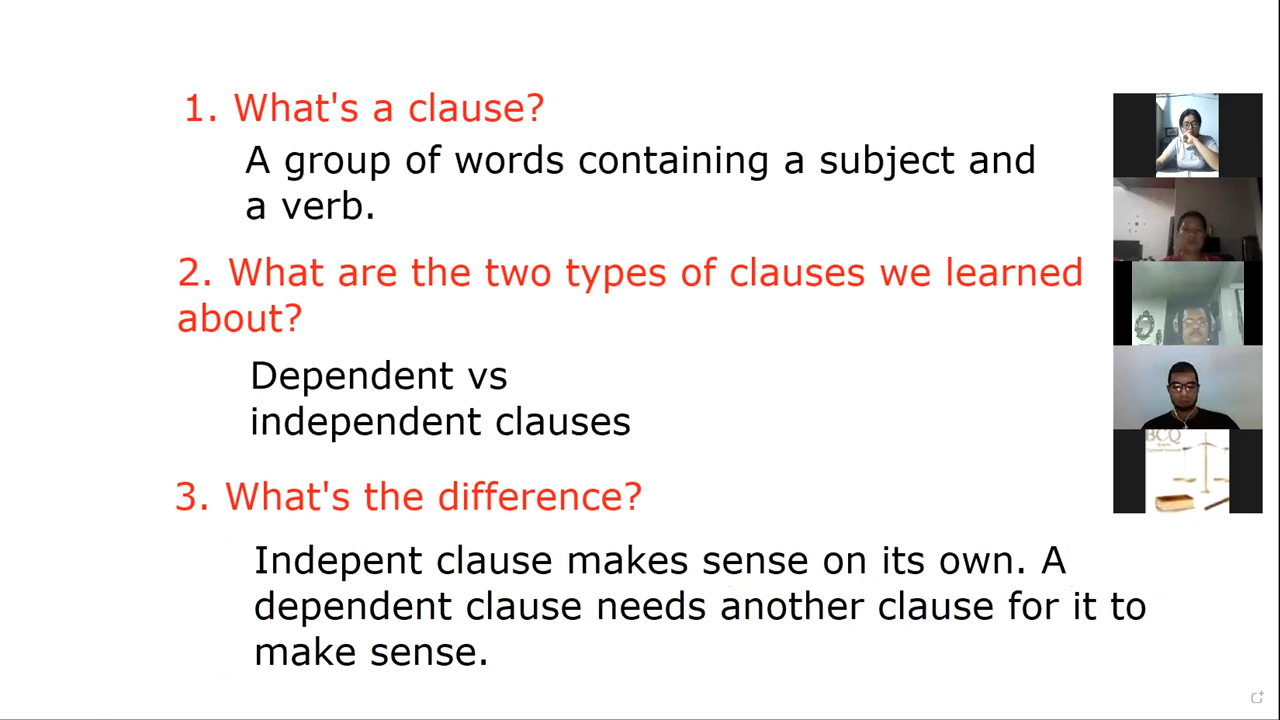 1. What's a clause?
A group of words containing a subject and
a verb.
2. What are the two types of clauses we learned
about?
Dependent vs
independent clauses
3. What's the difference?
Indepent clause makes sense on its own. A
dependent clause needs another clause for it to
make sense.
BCQ